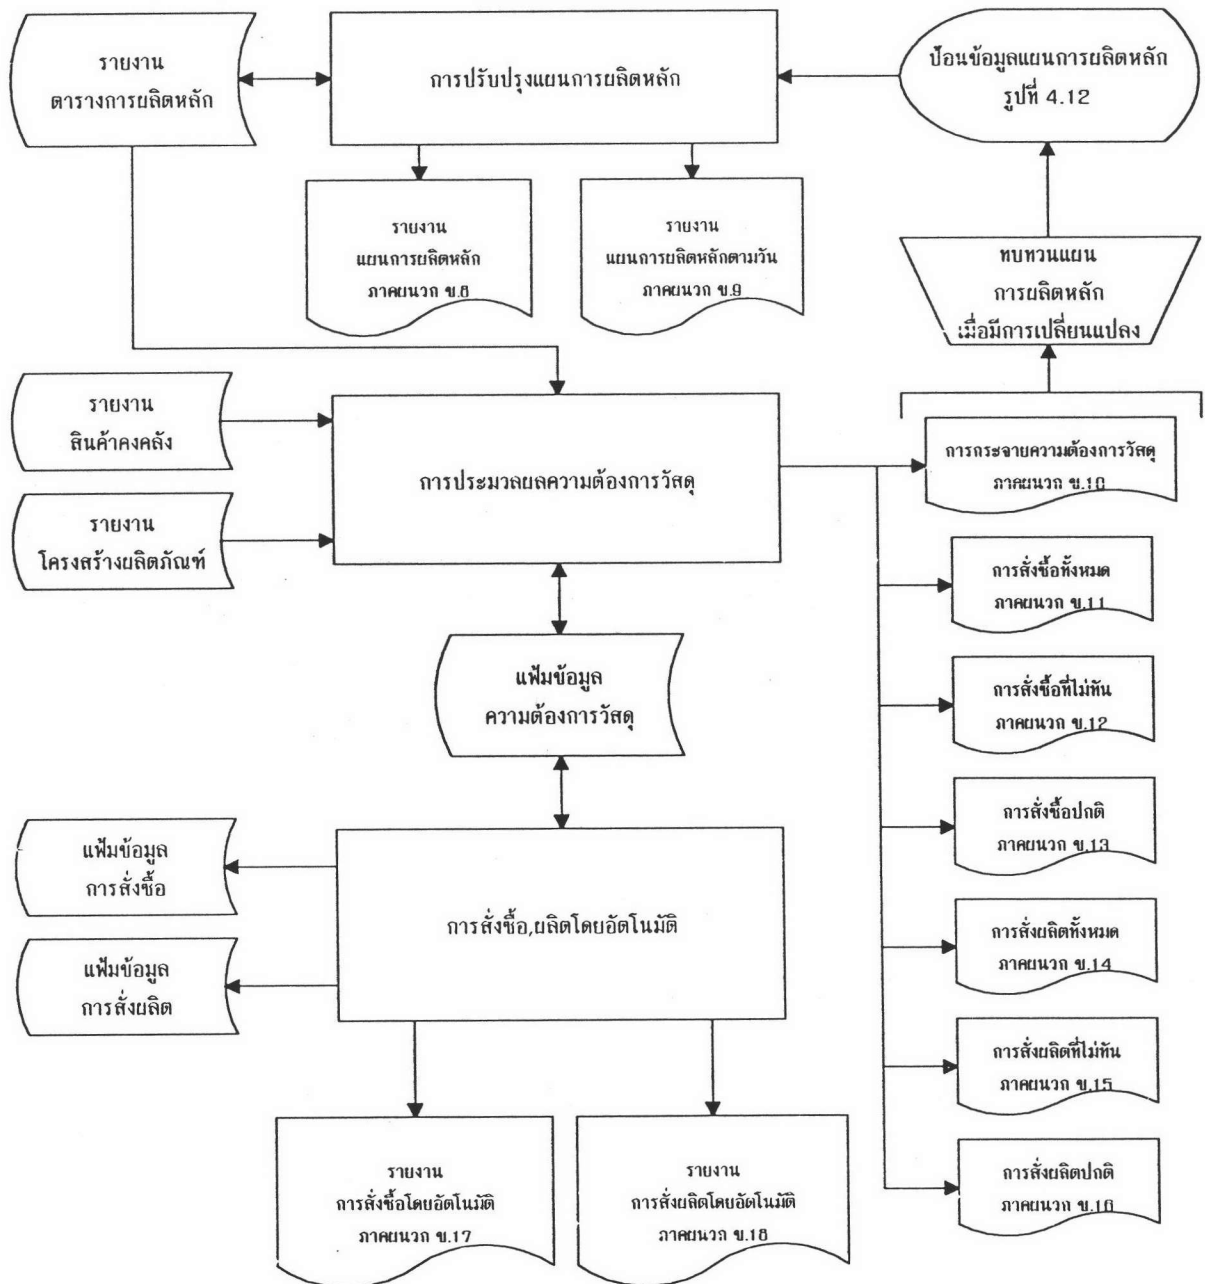 รายงาน
ตารางการผลิตหลัก
การปรับปรุงแผนการผลิตหลัก
ป้อนข้อมูลแผนการผลิตหลัก
รูปที่ 4.12
รายงาน
แผนการผลิตหลัก
ภาคผนวก ข.8
รายงาน
แผนการผลิตหลักตามวัน
ภาคผนวก ข.9
ทบทวนแผน
การผลิตหลัก
เมื่อมีการเปลี่ยนแปลง
รายงาน
สินค้าคงคลัง
รายงาน
โครงสร้างผลิตภัณฑ์
การประมวลผลความต้องการวัสดุ
การกระจายความต้องการวัสดุ
ภาคผนวก ข.10
การสั่งซื้อทั้งหมด
ภาคผนวก ข.11
การสั่งซื้อที่ไม่ทัน
ภาคผนวก ข.12
การสั่งซื้อปกติ
ภาคผนวก ข.13
การสั่งผลิตทั้งหมด
ภาคผนวก ข.14
การสั่งผลิตที่ไม่ทัน
ภาคผนวก ข.15
การสั่งผลิตปกติ
ภาคผนวก ข.16
แฟ้มข้อมูล
ความต้องการวัสดุ
แฟ้มข้อมูล
การสั่งซื้อ
แฟ้มข้อมูล
การสั่งผลิต
การสั่งซื้อ,ผลิตโดยอัตโนมัติ
รายงาน
การสั่งซื้อโดยอัตโนมัติ
ภาคผนวก ข.17
รายงาน
การสั่งผลิตโดยอัตโนมัติ
ภาคผนวก ข.18